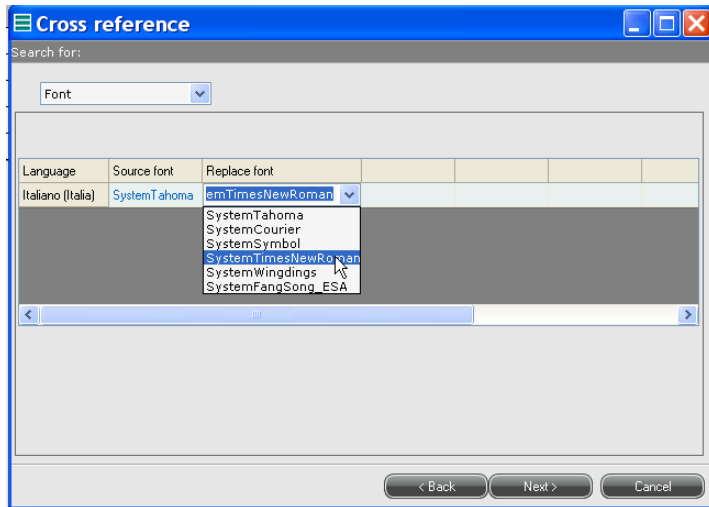 Cross reference
Search for:
Font
Language Source font Replace font
Italiano (Italia) SystemTahoma emTimesNewRoman
SystemTahoma
SystemCourier
SystemSymbol
SystemTimesNewRoman
SystemWingdings
SystemFangSong_ESA
< Back Next > Cancel